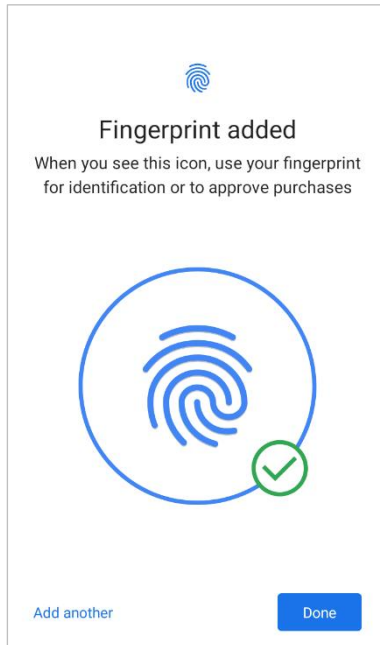 Fingerprint added
When you see this icon, use your fingerprint
for identification or to approve purchases
Add another
Done